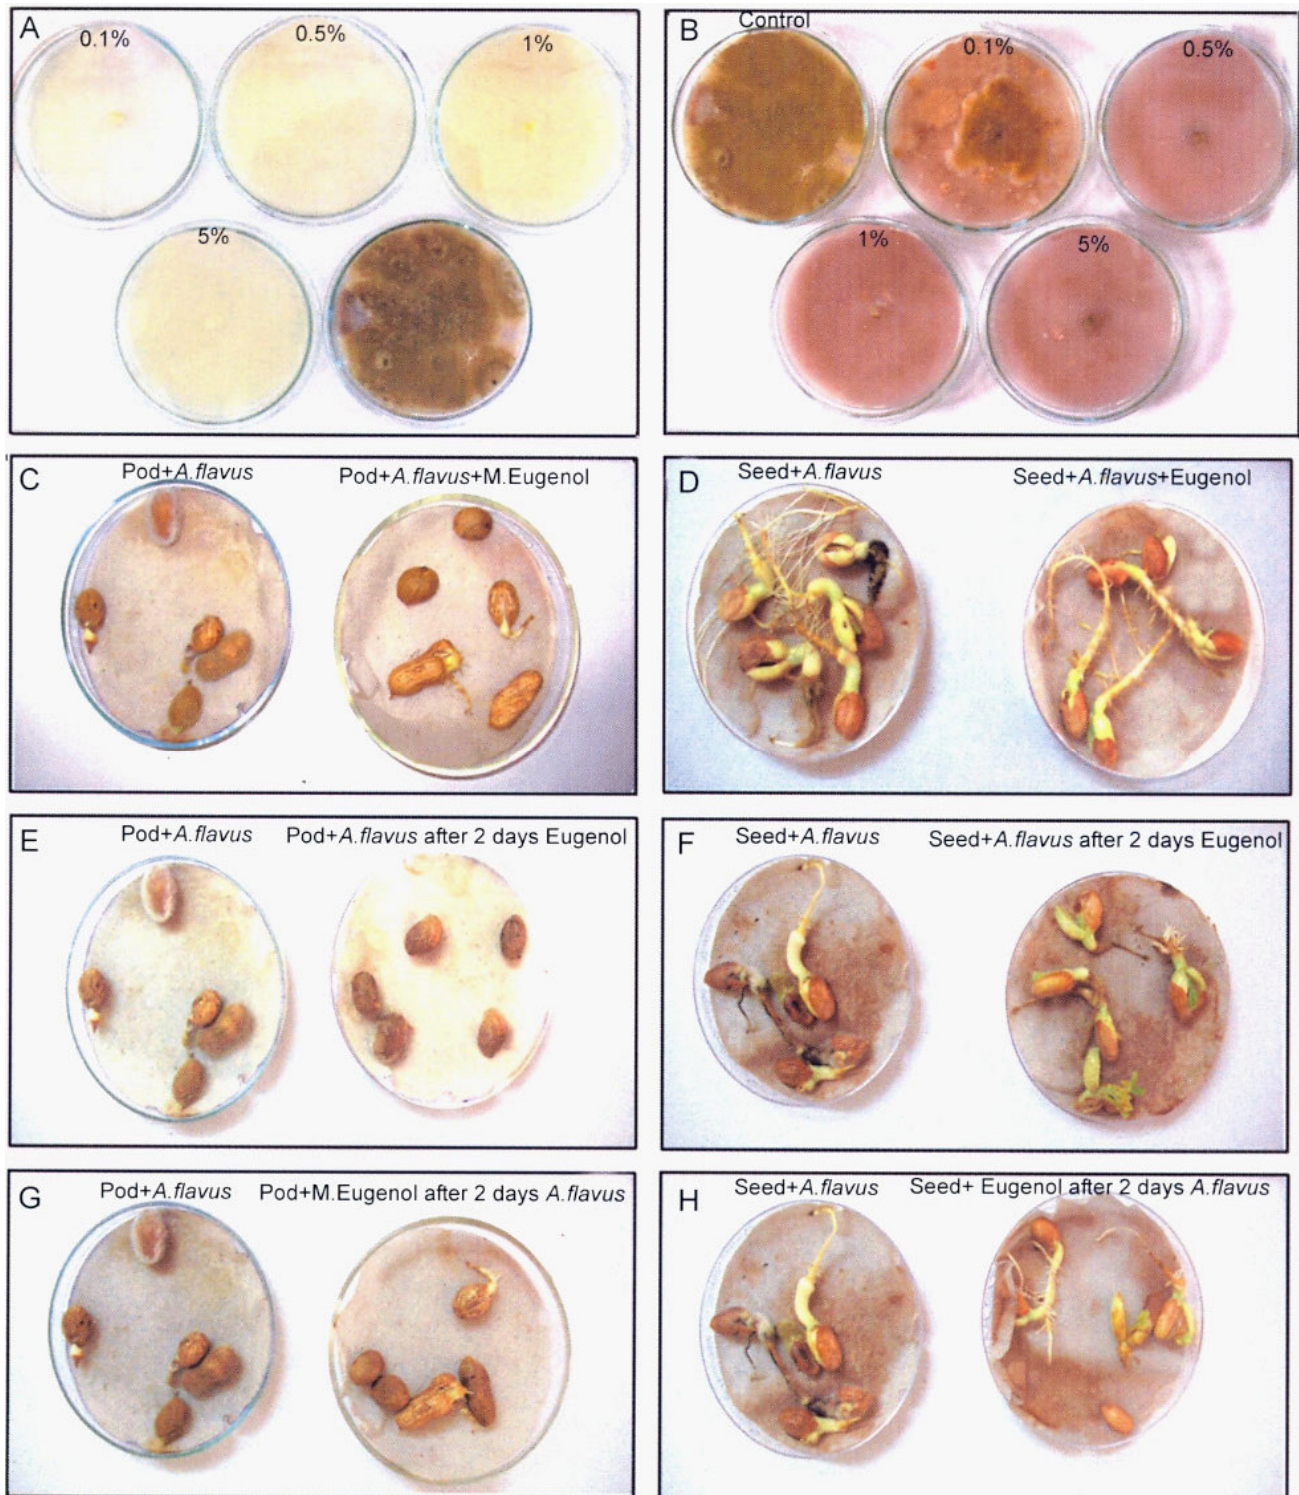 A
0.1%
0.5%
1%
5%
B
Control
0.1%
0.5%
1%
5%
C
Pod+A.flavus
Pod+A.flavus+M.Eugenol
D
Seed+A.flavus
Seed+A.flavus+Eugenol
E
Pod+A.flavus
Pod+A.flavus after 2 days Eugenol
F
Seed+A.flavus
Seed+A.flavus after 2 days Eugenol
G
Pod+A.flavus
Pod+M.Eugenol after 2 days A.flavus
H
Seed+A.flavus
Seed+ Eugenol after 2 days A.flavus